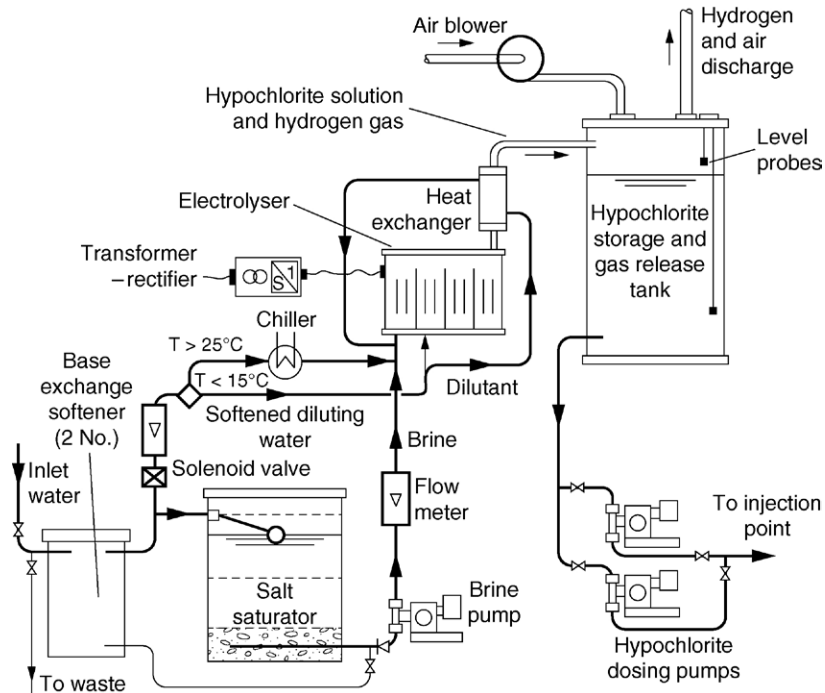 Air blower
Hydrogen
and air
discharge
Hypochlorite solution
and hydrogen gas
Level
probes
Heat
exchanger
Electrolyser
Hypochlorite
storage and
gas release
tank
Transformer
–rectifier
1
S
Chiller
T > 25°C
T < 15°C
Base
exchange
softener
(2 No.)
Dilutant
Softened diluting
water
Brine
Inlet
water
Solenoid valve
Flow
meter
To injection
point
Salt
saturator
Brine
pump
Hypochlorite
dosing pumps
To waste